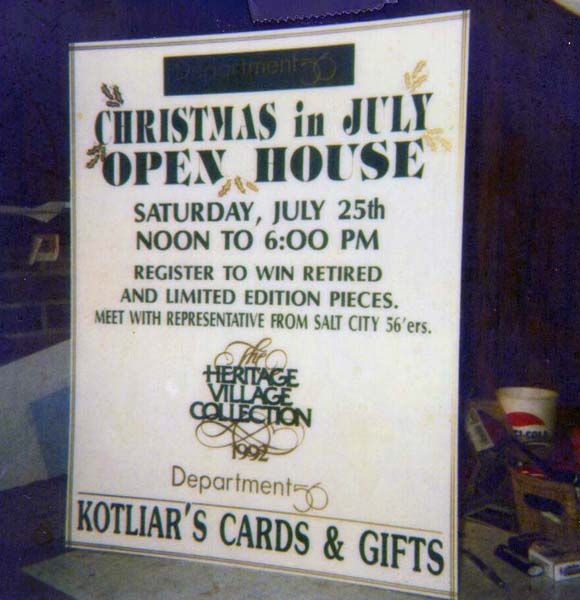 Department 56
CHRISTMAS in JULY
OPEN HOUSE
SATURDAY, JULY 25th
NOON TO 6:00 PM
REGISTER TO WIN RETIRED
AND LIMITED EDITION PIECES.
MEET WITH REPRESENTATIVE FROM SALT CITY 56'ers.
The
HERITAGE
VILLAGE
COLLECTION
1992
Department 56
KOTLIAR'S CARDS & GIFTS